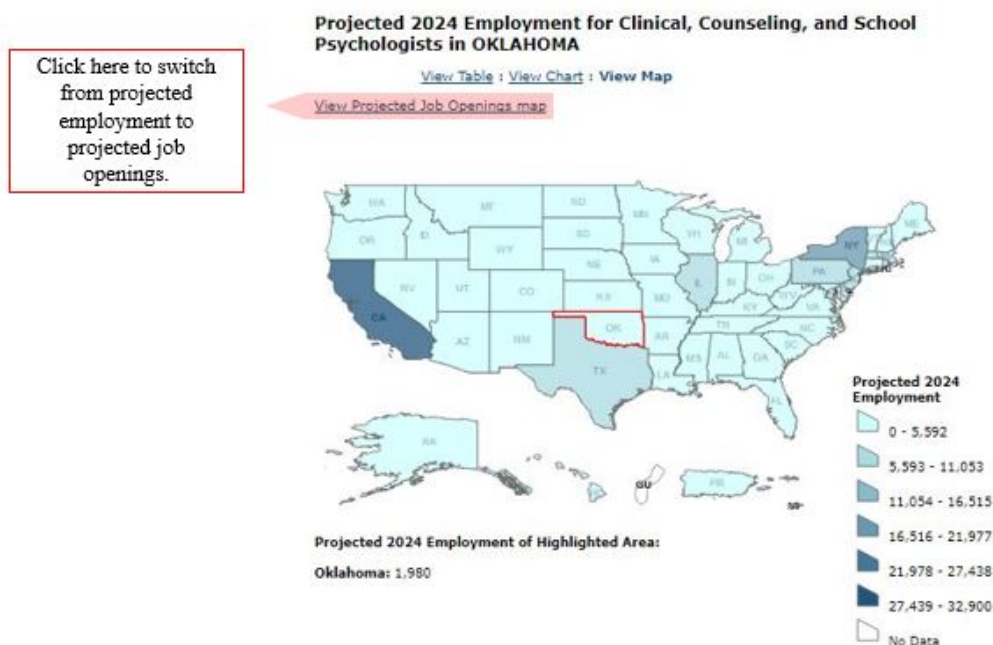 Projected 2024 Employment for Clinical, Counseling, and School
Psychologists in OKLAHOMA
View Table : View Chart : View Map
Click here to switch
from projected
employment to
projected job
openings.
View Projected Job Openings map
WA
MT
ND
MN
ME
OR
ID
SD
WI
MI
NY
WY
IA
PA
NE
NV
UT
CO
IL
IN
OH
WV
VA
KS
MO
KY
CA
AZ
NM
OK
AR
TN
NC
SC
MS
AL
GA
TX
LA
FL
AK
GU
PR
Projected 2024
Employment
0 - 5,592
5,593 - 11,053
11,054 - 16,515
16,516 - 21,977
21,978 - 27,438
27,439 - 32,900
No Data
Projected 2024 Employment of Highlighted Area:
Oklahoma: 1,980